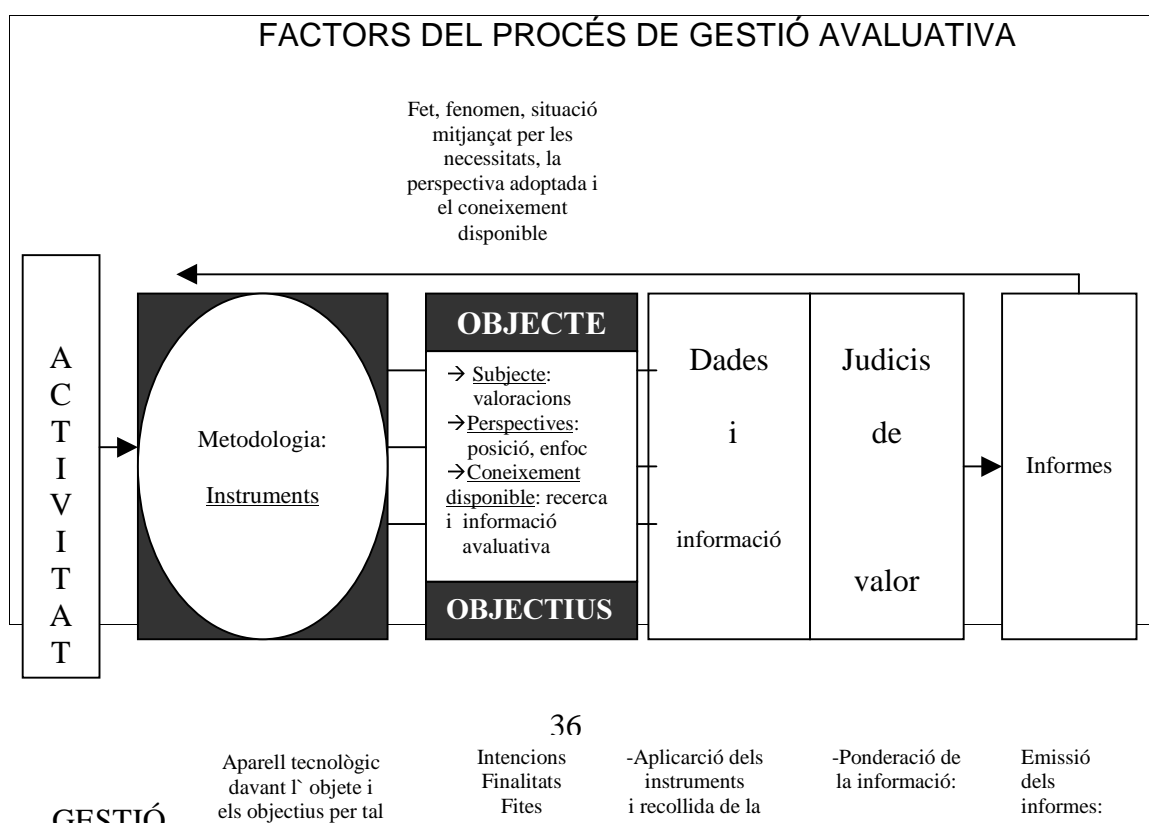 FACTORS DEL PROCÉS DE GESTIÓ AVALUATIVA
Fet, fenomen, situació
mitjançat per les
necessitats, la
perspectiva adoptada i
el coneixement
disponible
A
C
T
I
V
I
T
A
T
Metodologia:
Instruments
OBJECTE
→ Subjecte:
valoracions
→Perspectives:
posició, enfoc
→Coneixement
disponible: recerca
i informació
avaluativa
OBJECTIUS
Dades
i
informació
Judicis
de
valor
Informes
36
GESTIÓ
Aparell tecnològic
davant l` objete i
els objectius per tal
Intencions
Finalitats
Fites
-Aplicarció dels
instruments
i recollida de la
-Ponderació de
la informació:
Emissió
dels
informes: